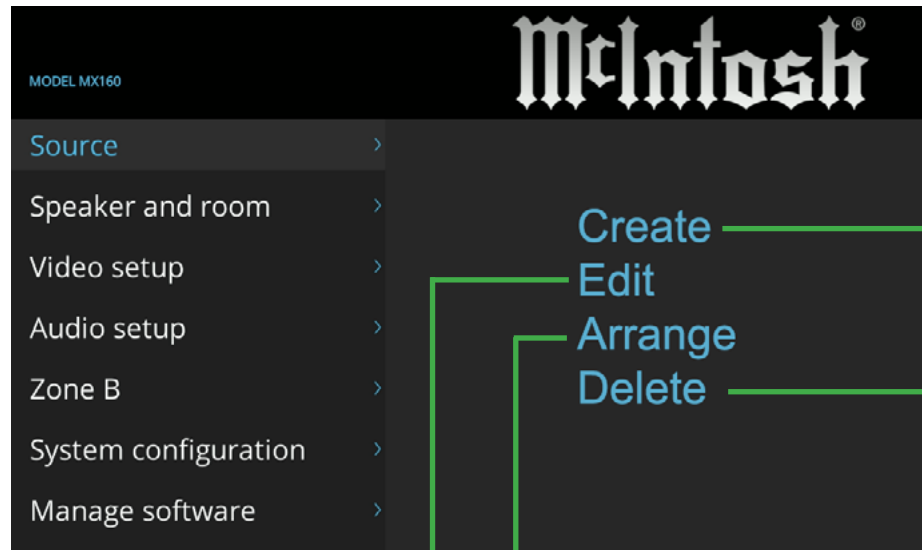 McIntosh®
MODEL MX160
Source
Speaker and room
Video setup
Audio setup
Zone B
System configuration
Manage software
Create
Edit
Arrange
Delete